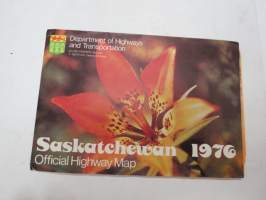 Department of Highways
and Transportation
Saskatchewan 1976
Official Highway Map